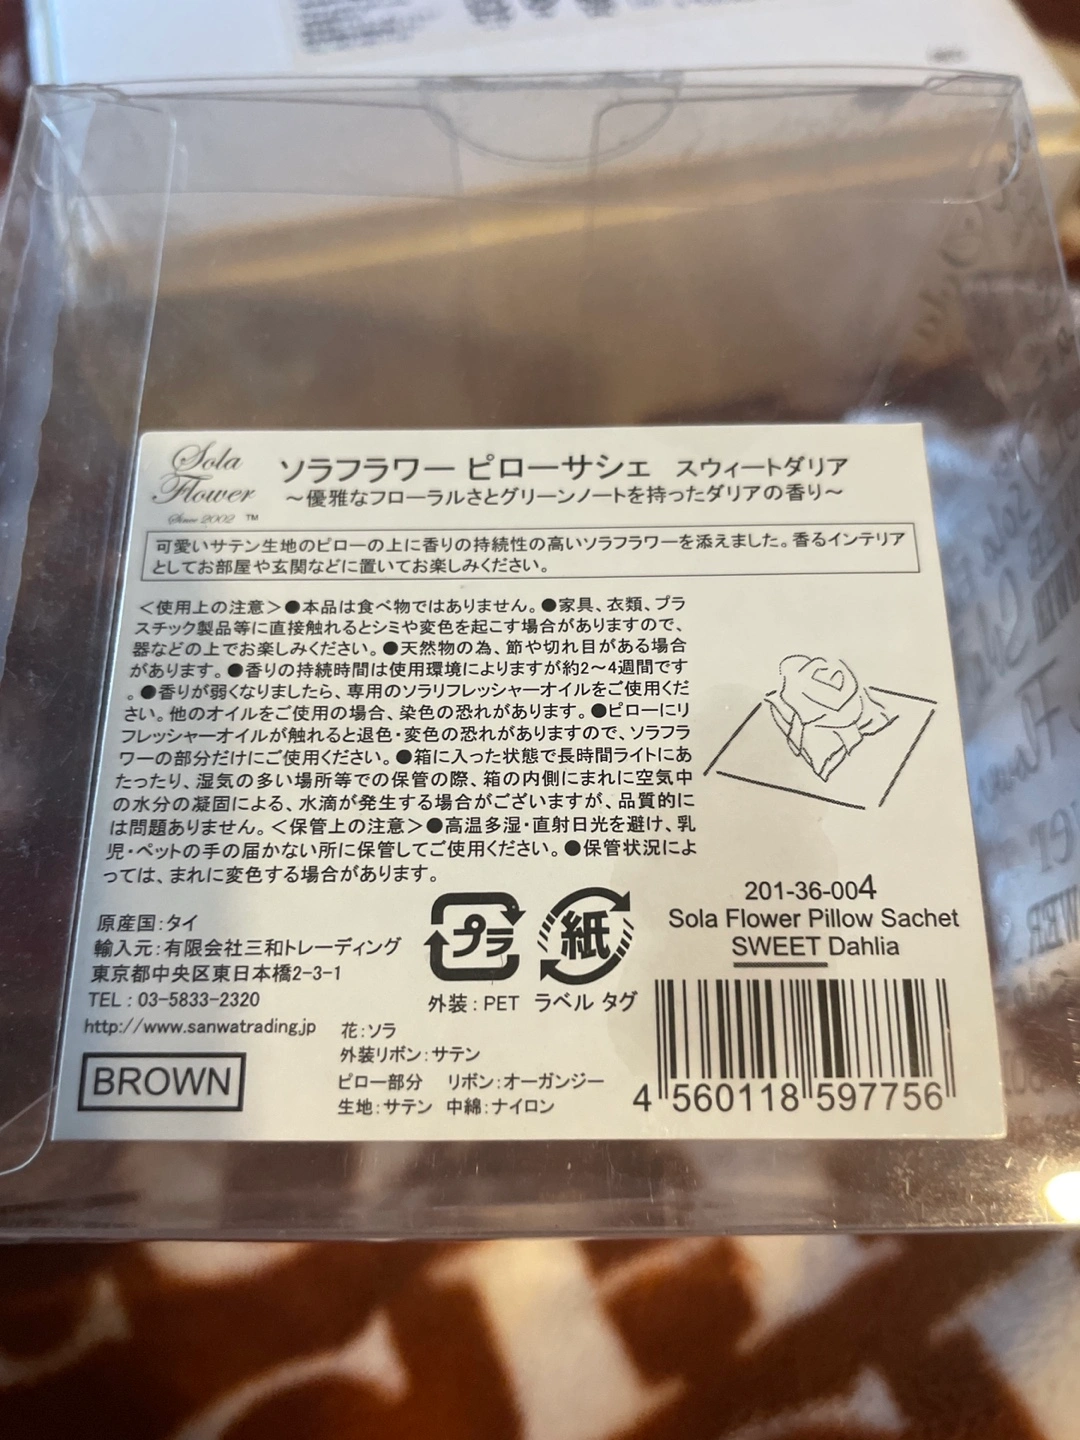 Sola
Flower
Since 2002 ™
ソラフラワー ピローサシェ スウィートダリア
～優雅なフローラルさとグリーンノートを持ったダリアの香り～
可愛いサテン生地のピローの上に香りの持続性の高いソラフラワーを添えました。香るインテリア
としてお部屋や玄関などに置いてお楽しみください。
＜使用上の注意＞●本品は食べ物ではありません。●家具、衣類、プラ
スチック製品等に直接触れるとシミや変色を起こす場合がありますので、
器などの上でお楽しみください。●天然物の為、節や切れ目がある場合
があります。●香りの持続時間は使用環境によりますが約2～4週間です
。●香りが弱くなりましたら、専用のソラリフレッシャーオイルをご使用くだ
さい。他のオイルをご使用の場合、染色の恐れがあります。●ピローにリ
フレッシャーオイルが触れると退色・変色の恐れがありますので、ソラフラ
ワーの部分だけにご使用ください。●箱に入った状態で長時間ライトにあ
たったり、湿気の多い場所等での保管の際、箱の内側にまれに空気中
の水分の凝固による、水滴が発生する場合がございますが、品質的に
は問題ありません。＜保管上の注意＞●高温多湿・直射日光を避け、乳
児・ペットの手の届かない所に保管してご使用ください。●保管状況によ
っては、まれに変色する場合があります。
原産国：タイ
輸入元：有限会社三和トレーディング
東京都中央区東日本橋2-3-1
TEL：03-5833-2320
http://www.sanwatrading.jp
BROWN
プラ
紙
外装：PET ラベル タグ
花：ソラ
外装リボン：サテン
ピロー部分 リボン：オーガンジー
生地：サテン 中綿：ナイロン
201-36-004
Sola Flower Pillow Sachet
SWEET Dahlia
4 560118 597756